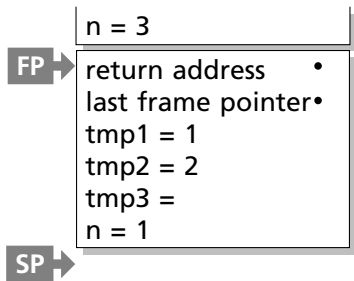 n = 3
FP
return address •
last frame pointer•
tmp1 = 1
tmp2 = 2
tmp3 =
n = 1
SP